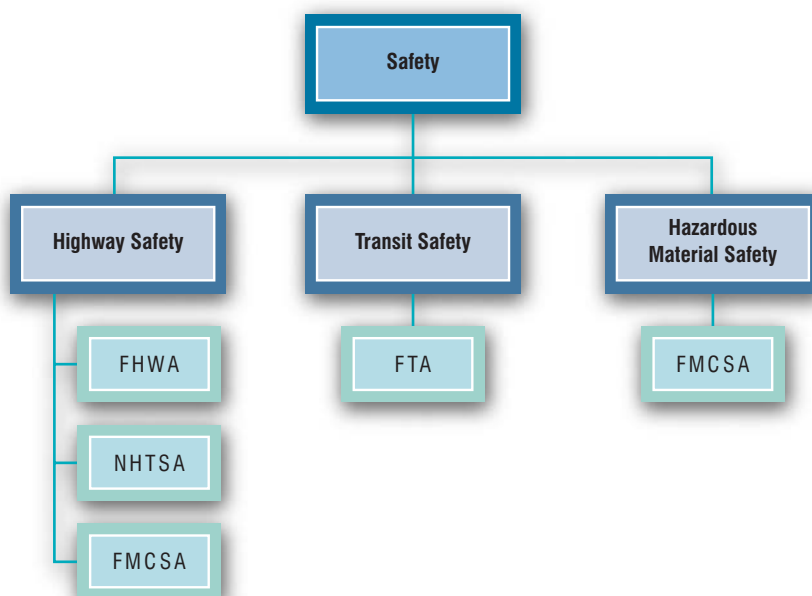 Safety
Highway Safety
Transit Safety
Hazardous
Material Safety
FHWA
FTA
FMCSA
NHTSA
FMCSA